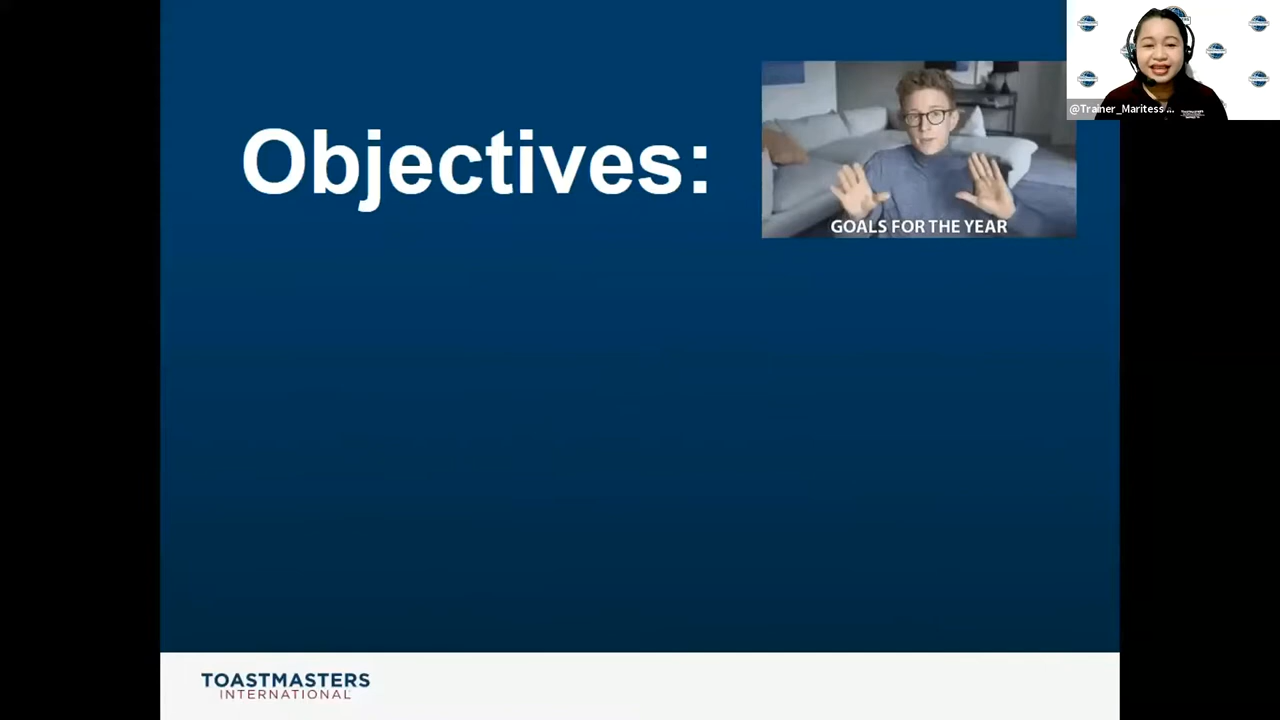 Objectives:
GOALS FOR THE YEAR
@Trainer_Maritess ...
TOASTMASTERS
INTERNATIONAL